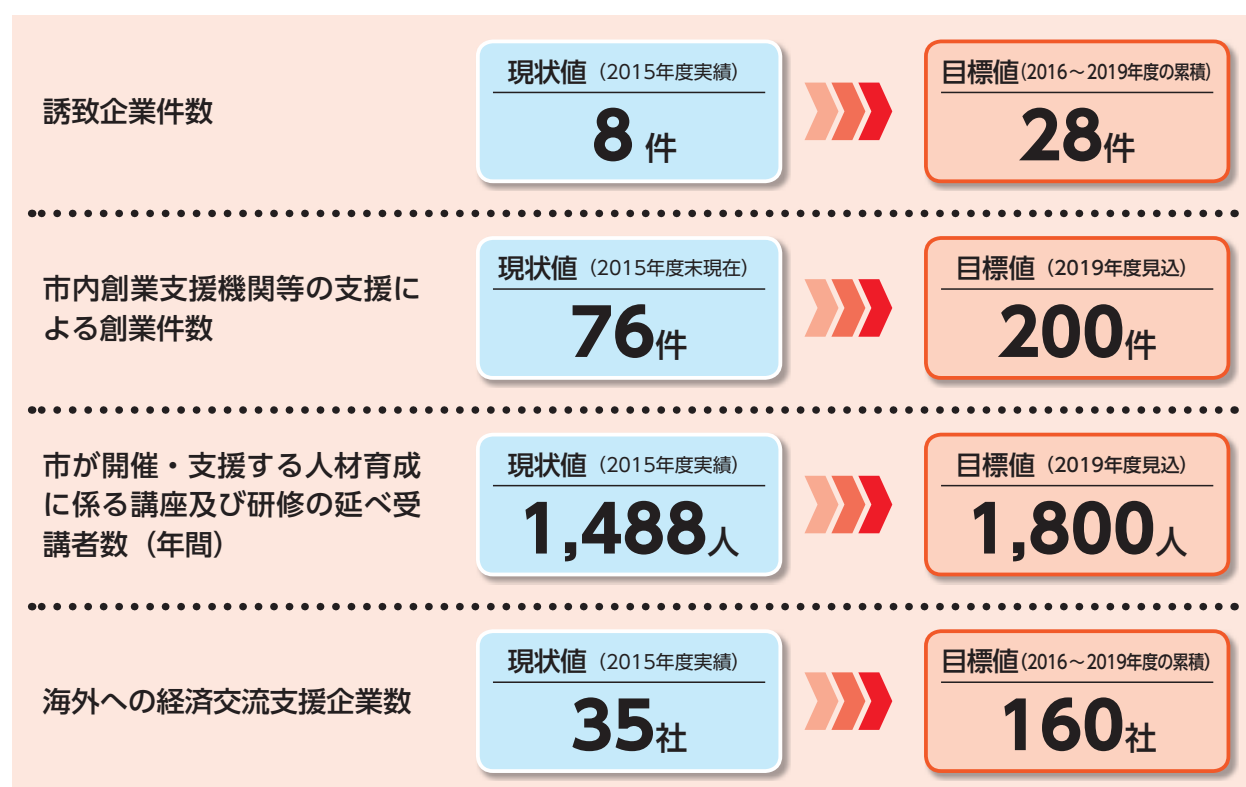 誘致企業件数
現状値（2015年度実績）
8 件
目標値（2016～2019年度の累積）
28件
市内創業支援機関等の支援に
よる創業件数
現状値（2015年度末現在）
76件
目標値（2019年度見込）
200件
市が開催・支援する人材育成
に係る講座及び研修の延べ受
講者数（年間）
現状値（2015年度実績）
1,488人
目標値（2019年度見込）
1,800人
海外への経済交流支援企業数
現状値（2015年度実績）
35社
目標値（2016～2019年度の累積）
160社